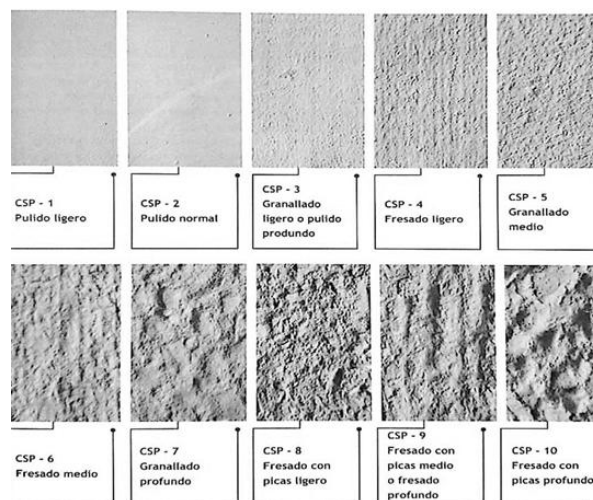 CSP - 1
Pulido ligero
CSP - 2
Pulido normal
CSP - 3
Granallado
ligero o pulido
produndo
CSP - 4
Fresado ligero
CSP - 5
Granallado
medio
CSP - 6
Fresado medio
CSP - 7
Granallado
profundo
CSP - 8
Fresado con
picas ligero
CSP - 9
Fresado con
picas medio
o fresado
profundo
CSP - 10
Fresado con
picas profundo